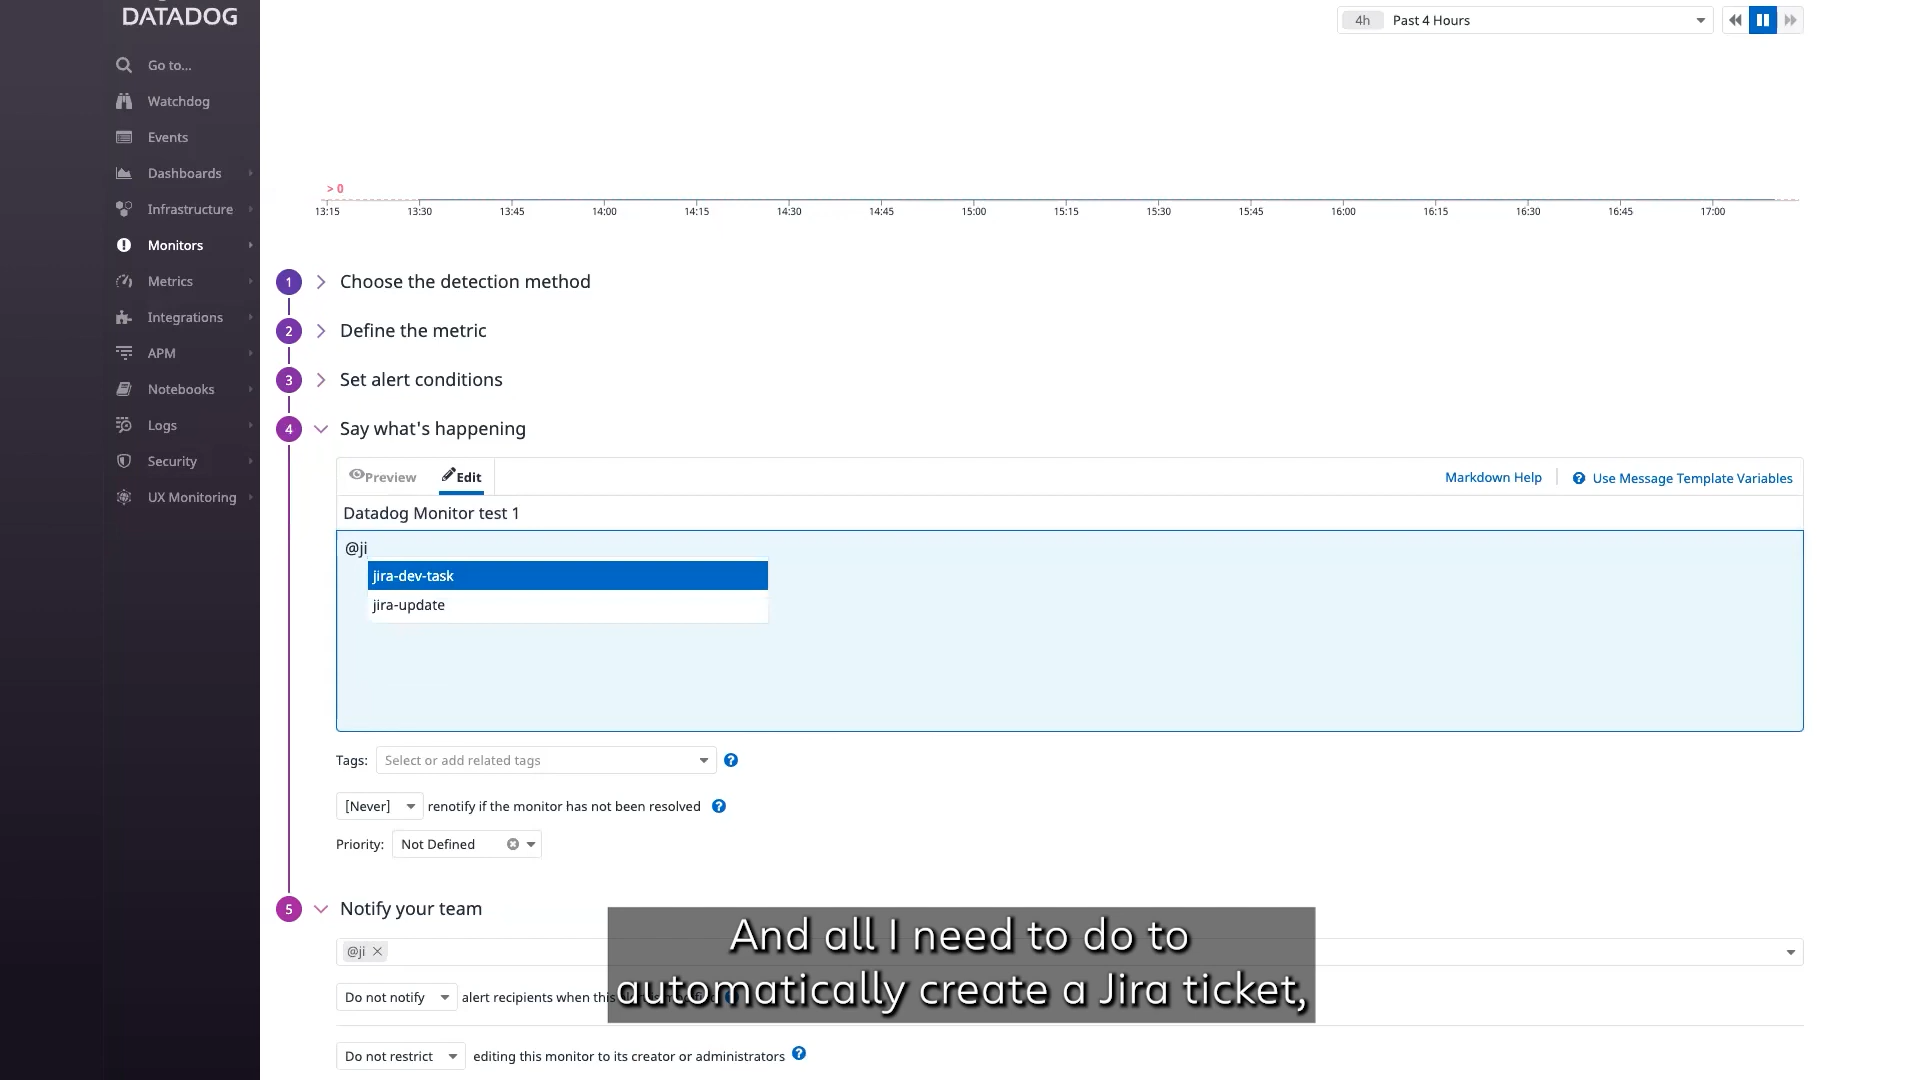 DATADOG
4h Past 4 Hours
Go to...
Watchdog
Events
Dashboards
Infrastructure
Monitors
Metrics
Integrations
APM
Notebooks
Logs
Security
UX Monitoring
> 0
13:15 13:30 13:45 14:00 14:15 14:30 14:45 15:00 15:15 15:30 15:45 16:00 16:15 16:30 16:45 17:00
1 Choose the detection method
2 Define the metric
3 Set alert conditions
4 Say what's happening
Preview Edit Markdown Help ? Use Message Template Variables
Datadog Monitor test 1
@ji
jira-dev-task
jira-update
Tags: Select or add related tags ?
[Never] renotify if the monitor has not been resolved ?
Priority: Not Defined
5 Notify your team
@ji
Do not notify alert recipients when this
And all I need to do to
automatically create a Jira ticket,
Do not restrict editing this monitor to its creator or administrators ?